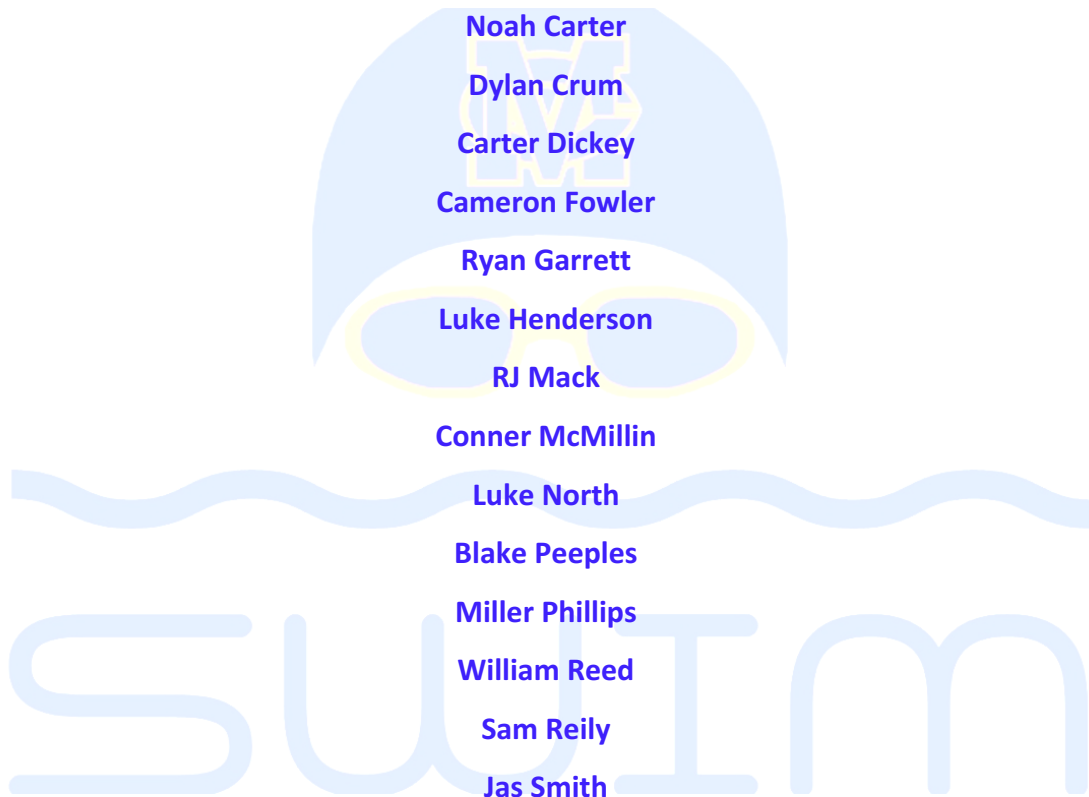 Noah Carter
Dylan Crum
Carter Dickey
Cameron Fowler
Ryan Garrett
Luke Henderson
RJ Mack
Conner McMillin
Luke North
Blake Peeples
Miller Phillips
William Reed
Sam Reily
Jas Smith
MC
SWIM